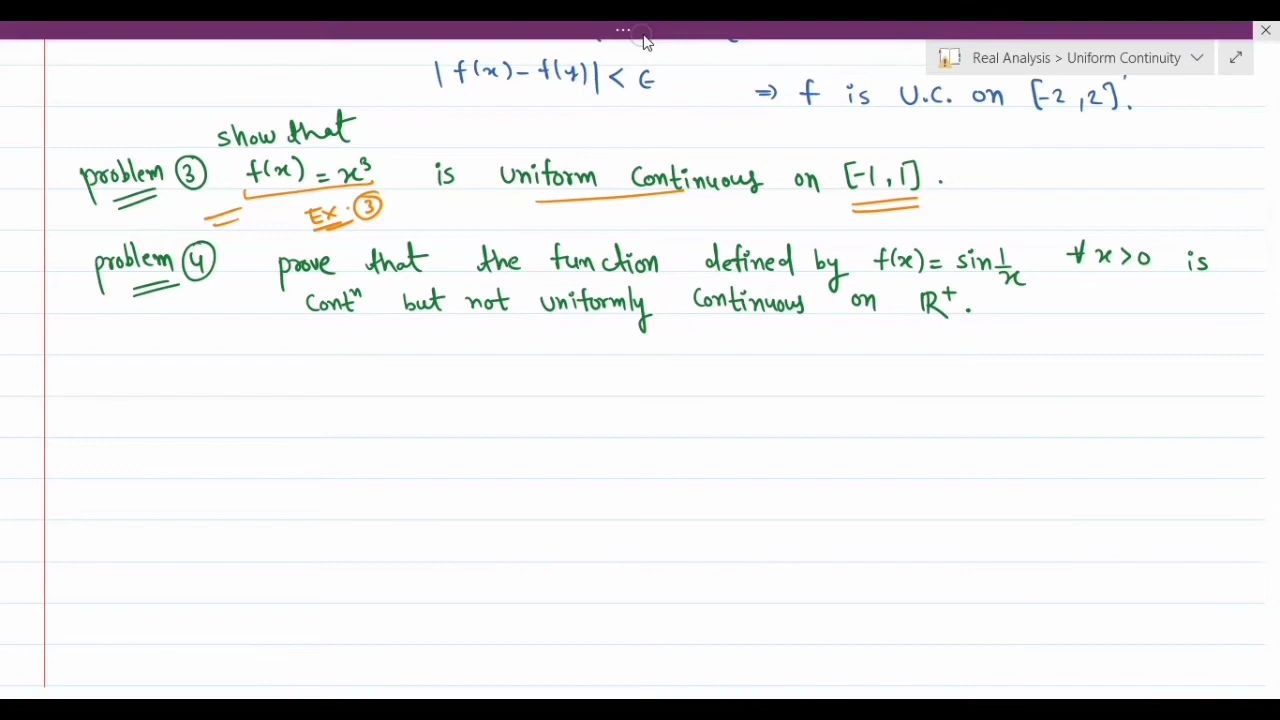 Real Analysis > Uniform Continuity
| f(x) - f(y)| < ϵ
⇒ f is U.C. on [-2,2].
show that
problem ③ f(x) = x³ is uniform continuous on [-1,1].
Ex. ③
problem ④ prove that the function defined by f(x) = sin 1/x ∀ x>0 is
contⁿ but not uniformly continuous on ℝ⁺.